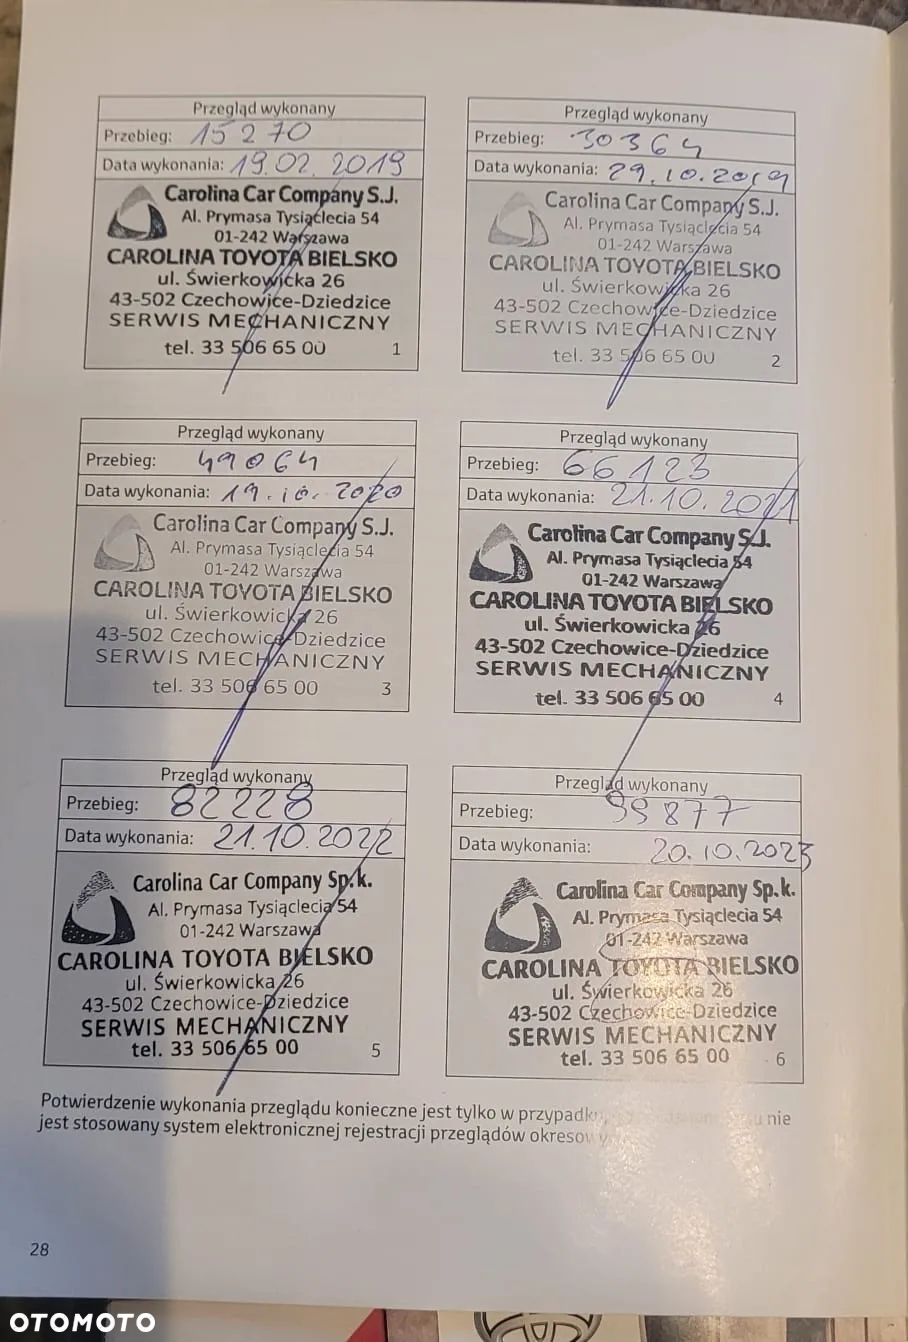 Przegląd wykonany
Przebieg: 15270
Data wykonania: 19.02.2019
Carolina Car Company S.J.
Al. Prymasa Tysiąclecia 54
01-242 Warszawa
CAROLINA TOYOTA BIELSKO
ul. Świerkowicka 26
43-502 Czechowice-Dziedzice
SERWIS MECHANICZNY
tel. 33 506 65 00 1
Przegląd wykonany
Przebieg: 30364
Data wykonania: 29.10.2019
Carolina Car Company S.J.
Al. Prymasa Tysiąclecia 54
01-242 Warszawa
CAROLINA TOYOTA BIELSKO
ul. Świerkowicka 26
43-502 Czechowice-Dziedzice
SERWIS MECHANICZNY
tel. 33 506 65 00 2
Przegląd wykonany
Przebieg: 49064
Data wykonania: 19.10.2020
Carolina Car Company S.J.
Al. Prymasa Tysiąclecia 54
01-242 Warszawa
CAROLINA TOYOTA BIELSKO
ul. Świerkowicka 26
43-502 Czechowice-Dziedzice
SERWIS MECHANICZNY
tel. 33 506 65 00 3
Przegląd wykonany
Przebieg: 66123
Data wykonania: 21.10.2021
Carolina Car Company S.J.
Al. Prymasa Tysiąclecia 54
01-242 Warszawa
CAROLINA TOYOTA BIELSKO
ul. Świerkowicka 26
43-502 Czechowice-Dziedzice
SERWIS MECHANICZNY
tel. 33 506 65 00 4
Przegląd wykonany
Przebieg: 82228
Data wykonania: 21.10.2022
Carolina Car Company Sp.k.
Al. Prymasa Tysiąclecia 54
01-242 Warszawa
CAROLINA TOYOTA BIELSKO
ul. Świerkowicka 26
43-502 Czechowice-Dziedzice
SERWIS MECHANICZNY
tel. 33 506 65 00 5
Przegląd wykonany
Przebieg: 99877
Data wykonania: 20.10.2023
Carolina Car Company Sp.k.
Al. Prymasa Tysiąclecia 54
01-242 Warszawa
CAROLINA TOYOTA BIELSKO
ul. Świerkowicka 26
43-502 Czechowice-Dziedzice
SERWIS MECHANICZNY
tel. 33 506 65 00 6
Potwierdzenie wykonania przeglądu konieczne jest tylko w przypadku, nie
jest stosowany system elektronicznej rejestracji przeglądów
28
OTOMOTO